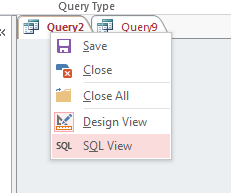 Query Type
Query2 Query9
Save
Close
Close All
Design View
SQL SQL View